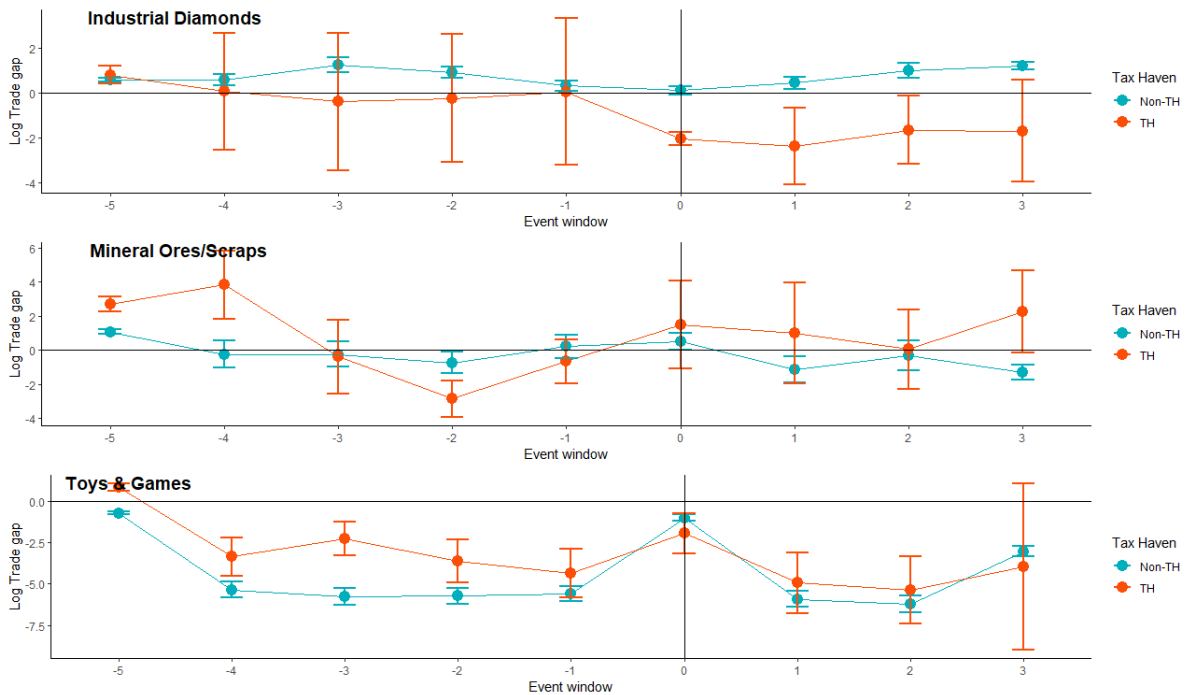 Industrial Diamonds
Log Trade gap
2
0
-2
-4
-5 -4 -3 -2 -1 0 1 2 3
Event window
Tax Haven
Non-TH
TH
Mineral Ores/Scraps
Log Trade gap
6
4
2
0
-2
-4
-5 -4 -3 -2 -1 0 1 2 3
Event window
Tax Haven
Non-TH
TH
Toys & Games
Log Trade gap
0.0
-2.5
-5.0
-7.5
-5 -4 -3 -2 -1 0 1 2 3
Event window
Tax Haven
Non-TH
TH